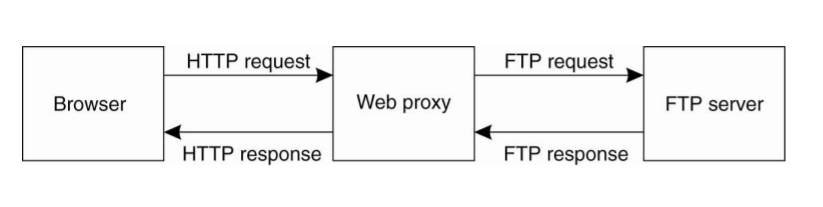 HTTP request
FTP request
Browser
Web proxy
FTP server
HTTP response
FTP response